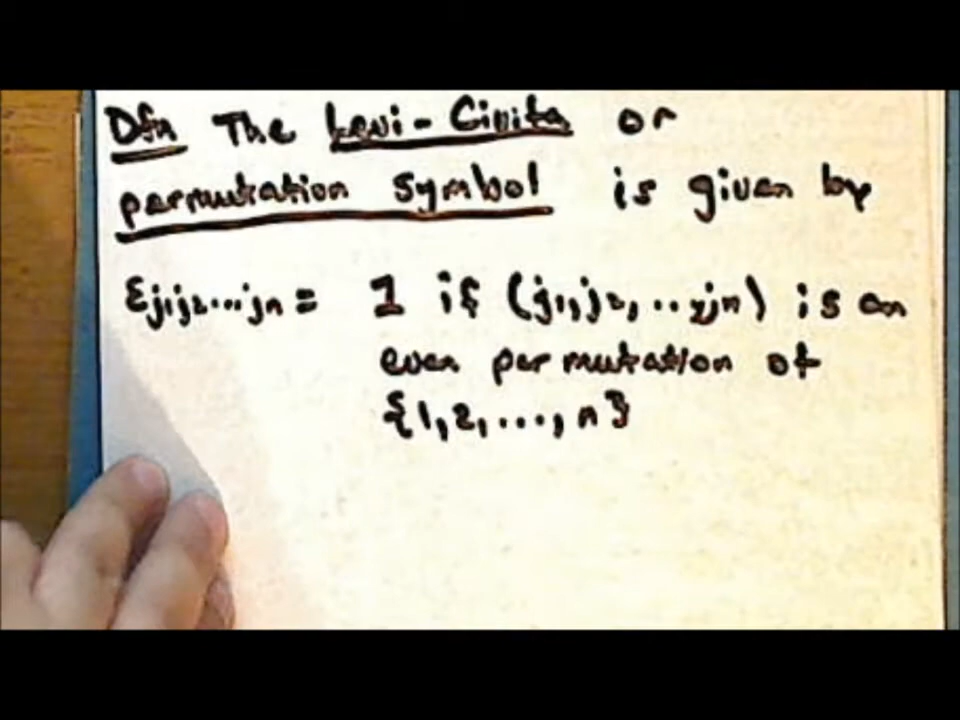 Dfn The Levi-Civita or
permutation symbol is given by
εj₁j₂...jn = 1 if (j₁,j₂,...,jn) is an
even permutation of
{1,2,...,n}